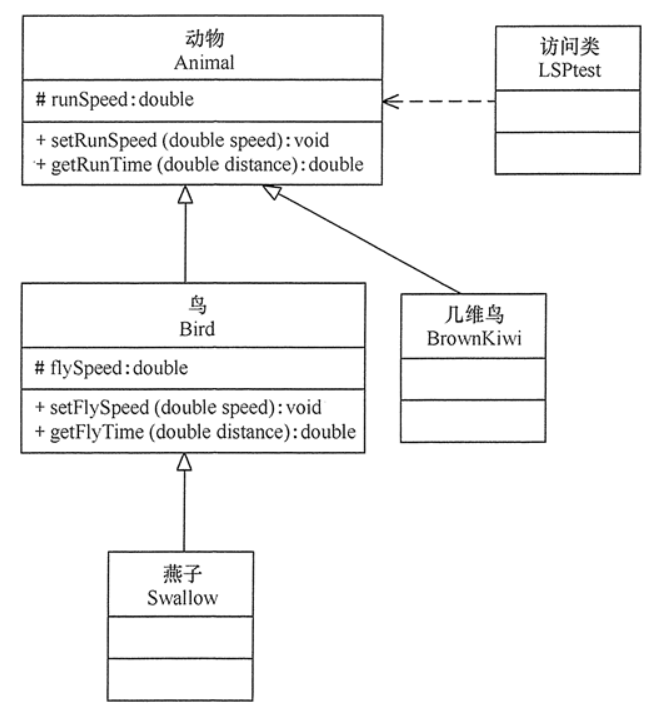 动物
Animal
# runSpeed:double
+ setRunSpeed (double speed):void
+ getRunTime (double distance):double
访问类
LSPtest
鸟
Bird
# flySpeed:double
+ setFlySpeed (double speed):void
+ getFlyTime (double distance):double
几维鸟
BrownKiwi
燕子
Swallow